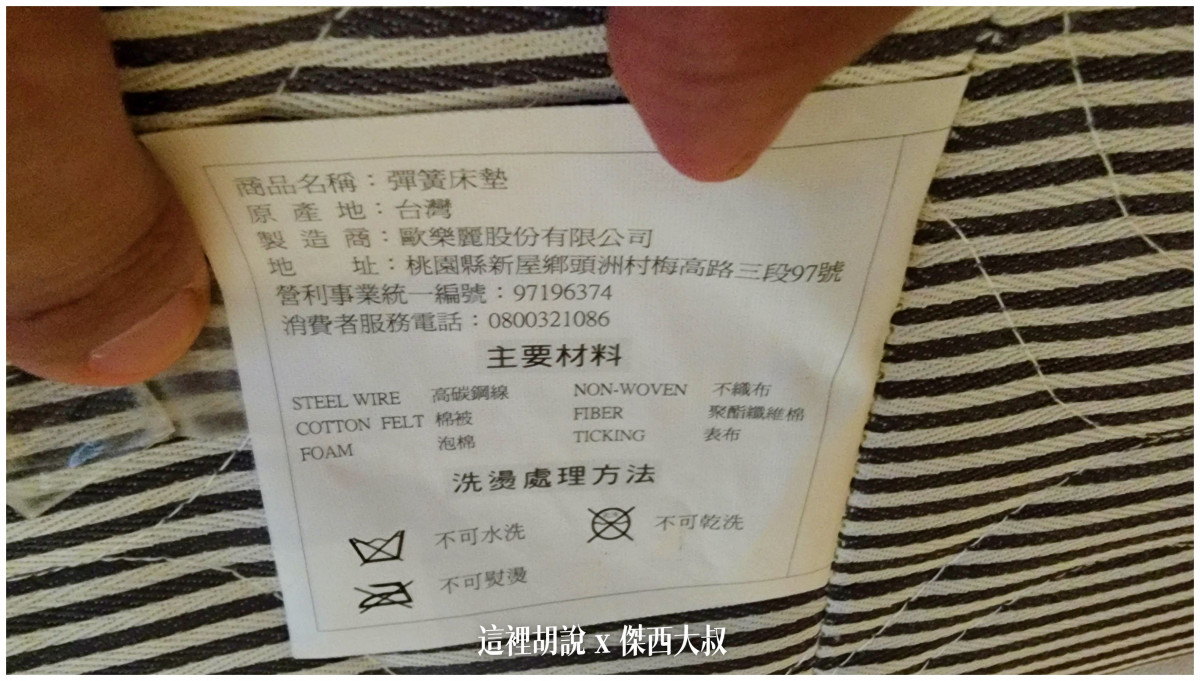 商品名稱：彈簧床墊
原產地：台灣
製造商：歐樂麗股份有限公司
地址：桃園縣新屋鄉頭洲村梅高路三段97號
營利事業統一編號：97196374
消費者服務電話：0800321086
主要材料
STEEL WIRE 高碳鋼線 NON-WOVEN 不織布
COTTON FELT 棉被 FIBER 聚酯纖維棉
FOAM 泡棉 TICKING 表布
洗燙處理方法
不可水洗 不可乾洗
不可熨燙
這裡胡說 x 傑西大叔